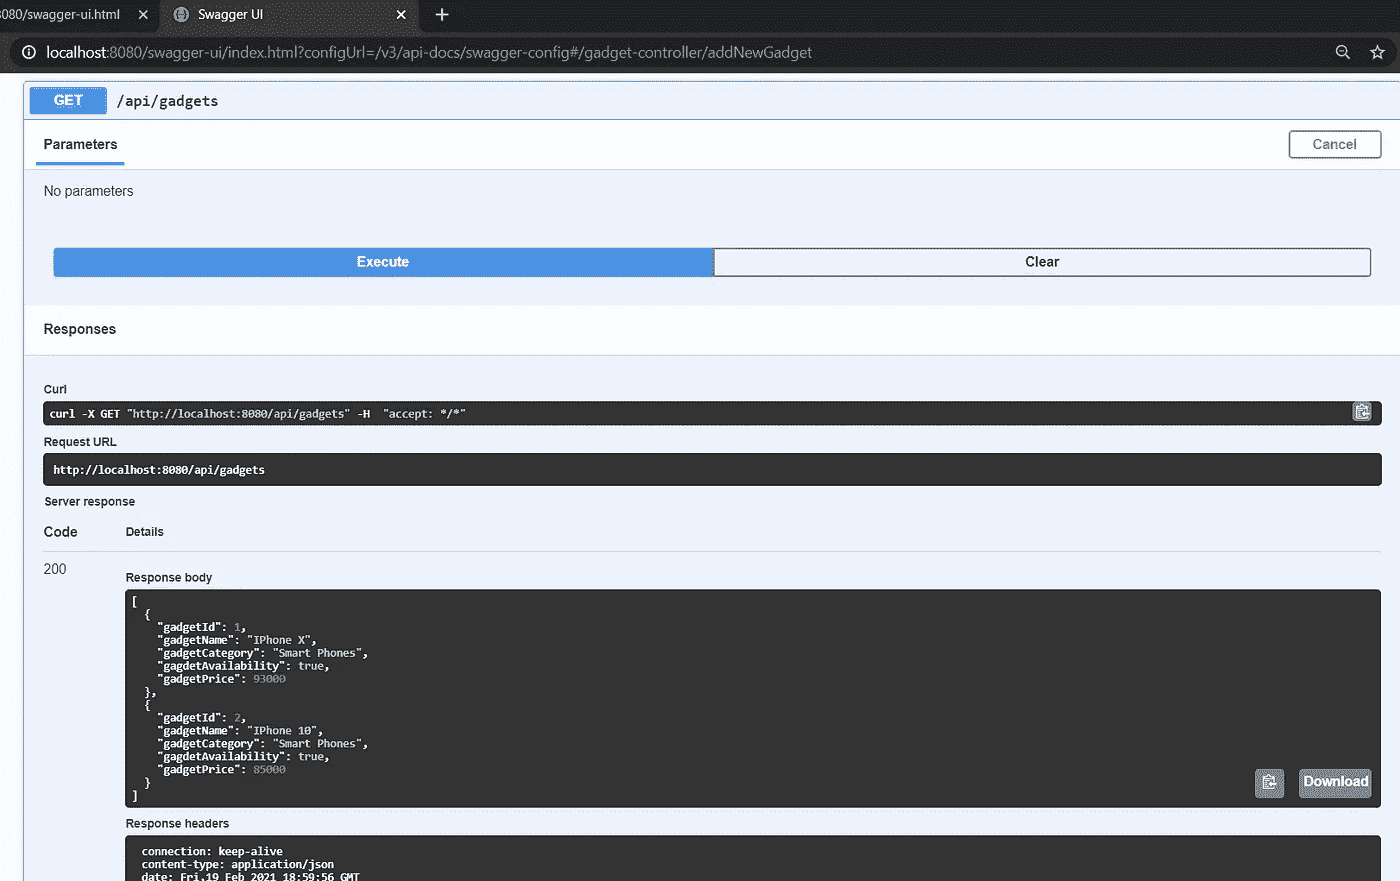 8080/swagger-ui.html
Swagger UI
localhost:8080/swagger-ui/index.html?configUrl=/v3/api-docs/swagger-config#/gadget-controller/addNewGadget
GET /api/gadgets
Parameters
Cancel
No parameters
Execute
Clear
Responses
Curl
curl -X GET "http://localhost:8080/api/gadgets" -H  "accept: */*"
Request URL
http://localhost:8080/api/gadgets
Server response
Code Details
200
Response body
[
  {
    "gadgetId": 1,
    "gadgetName": "IPhone X",
    "gadgetCategory": "Smart Phones",
    "gagdetAvailability": true,
    "gadgetPrice": 93000
  },
  {
    "gadgetId": 2,
    "gadgetName": "IPhone 10",
    "gadgetCategory": "Smart Phones",
    "gagdetAvailability": true,
    "gadgetPrice": 85000
  }
]
Download
Response headers
connection: keep-alive
content-type: application/json
date: Fri,19 Feb 2021 18:59:56 GMT